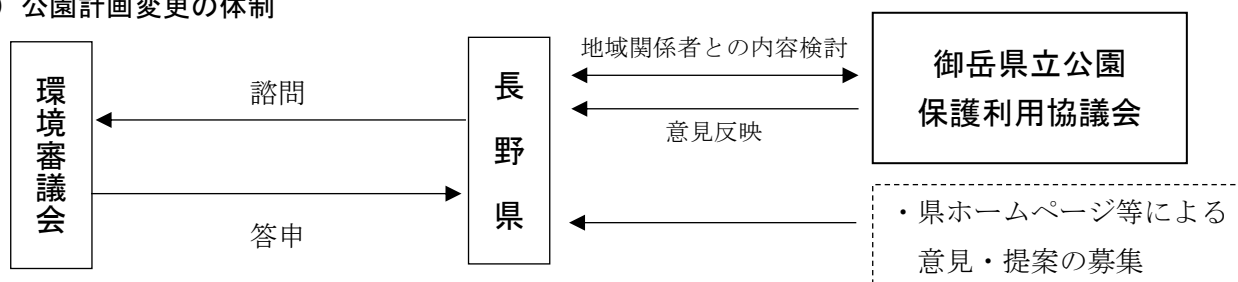 公園計画変更の体制
環境審議会
諮問
答申
長野県
地域関係者との内容検討
意見反映
御岳県立公園
保護利用協議会
・県ホームページ等による
意見・提案の募集